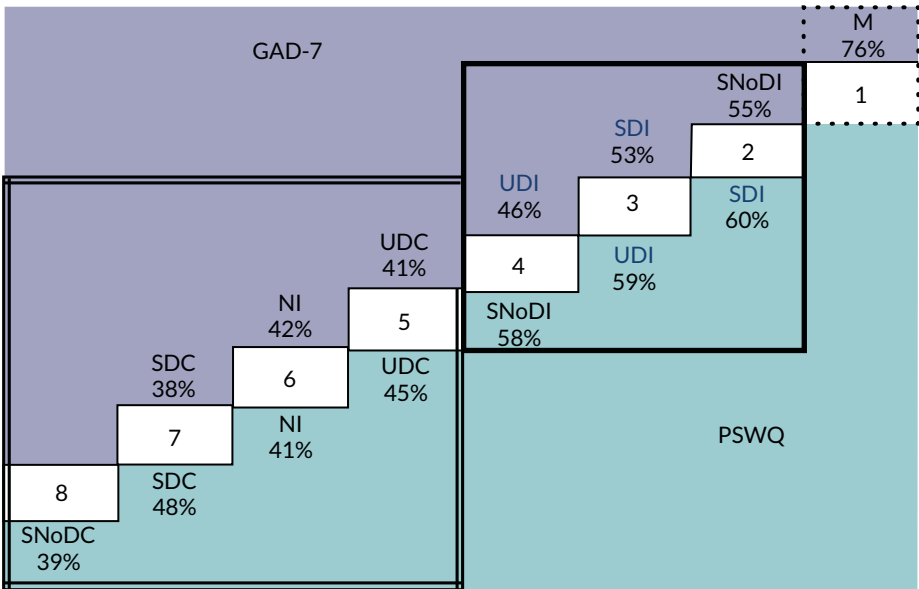 M
76%
GAD-7
1
SNoDI
55%
SDI
53%
2
UDI
46%
3
SDI
60%
UDC
41%
4
UDI
59%
NI
42%
5
SNoDI
58%
SDC
38%
6
UDC
45%
7
NI
41%
PSWQ
8
SDC
48%
SNoDC
39%